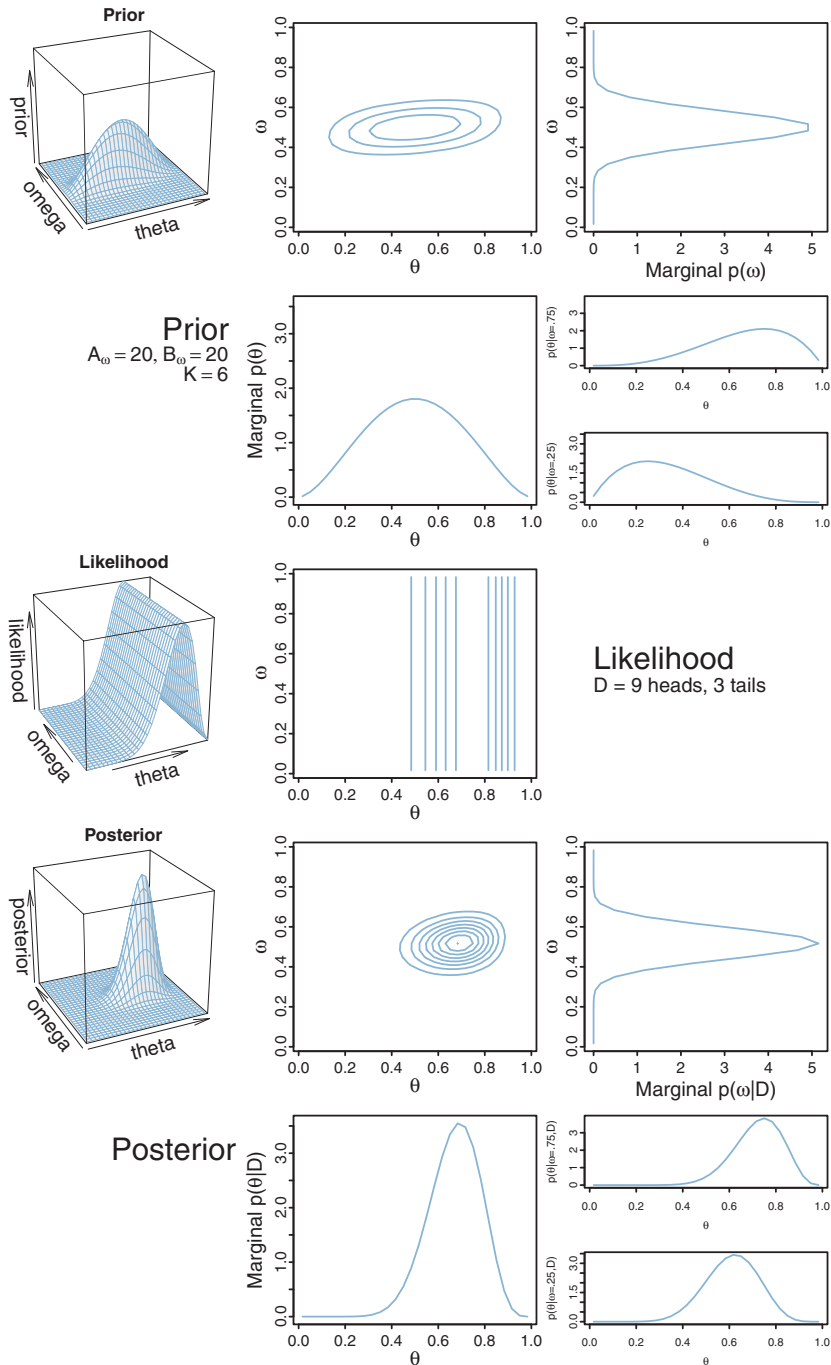 Prior
prior
omega
theta
ω
0.0 0.2 0.4 0.6 0.8 1.0
0.0 0.2 0.4 0.6 0.8 1.0
θ
ω
0.0 0.2 0.4 0.6 0.8 1.0
0 1 2 3 4 5
Marginal p(ω)
Prior
Aω = 20, Bω = 20
K = 6
Marginal p(θ)
0.0 1.0 2.0 3.0
0.0 0.2 0.4 0.6 0.8 1.0
θ
p(θ|ω=.75)
0 1 2 3
0.0 0.2 0.4 0.6 0.8 1.0
θ
p(θ|ω=.25)
0.0 1.5 3.0
0.0 0.2 0.4 0.6 0.8 1.0
θ
Likelihood
likelihood
omega
theta
ω
0.0 0.2 0.4 0.6 0.8 1.0
0.0 0.2 0.4 0.6 0.8 1.0
θ
Likelihood
D = 9 heads, 3 tails
Posterior
posterior
omega
theta
ω
0.0 0.2 0.4 0.6 0.8 1.0
0.0 0.2 0.4 0.6 0.8 1.0
θ
ω
0.0 0.2 0.4 0.6 0.8 1.0
0 1 2 3 4 5
Marginal p(ω|D)
Posterior
Marginal p(θ|D)
0.0 1.0 2.0 3.0
0.0 0.2 0.4 0.6 0.8 1.0
θ
p(θ|ω=.75,D)
0 1 2 3
0.0 0.2 0.4 0.6 0.8 1.0
θ
p(θ|ω=.25,D)
0.0 1.5 3.0
0.0 0.2 0.4 0.6 0.8 1.0
θ